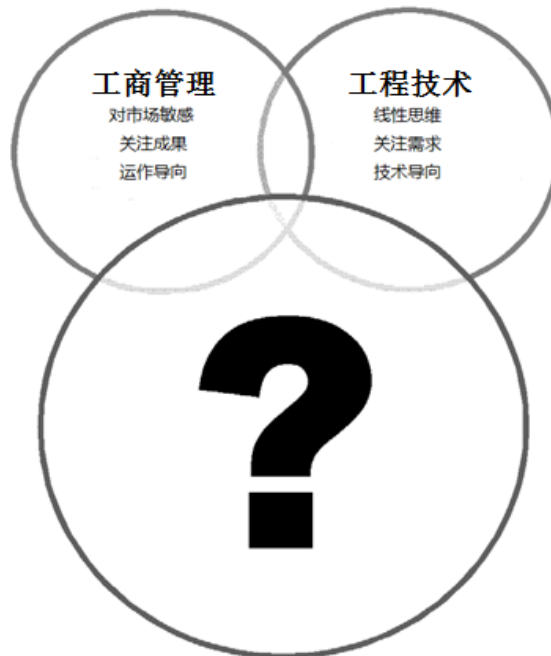 工商管理
对市场敏感
关注成果
运作导向
工程技术
线性思维
关注需求
技术导向
?